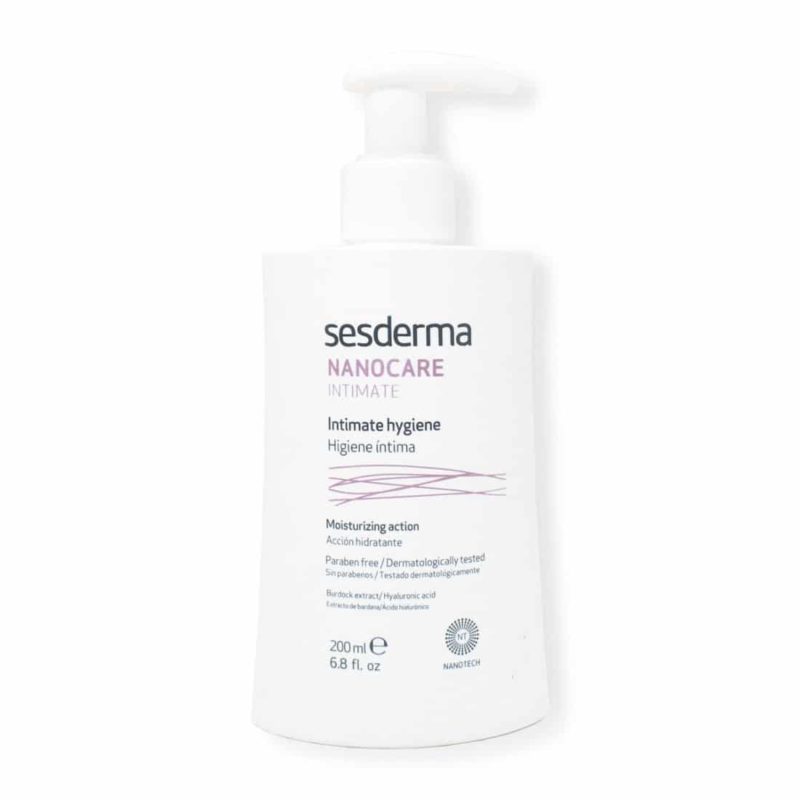 sesderma
NANOCARE
INTIMATE
Intimate hygiene
Higiene íntima
Moisturizing action
Acción hidratante
Paraben free / Dermatologically tested
Sin parabenos / Testado dermatológicamente
Burdock extract/ Hyaluronic acid
Extracto de bardana/Ácido hialurónico
200 ml e
6.8 fl. oz
NT
NANOTECH